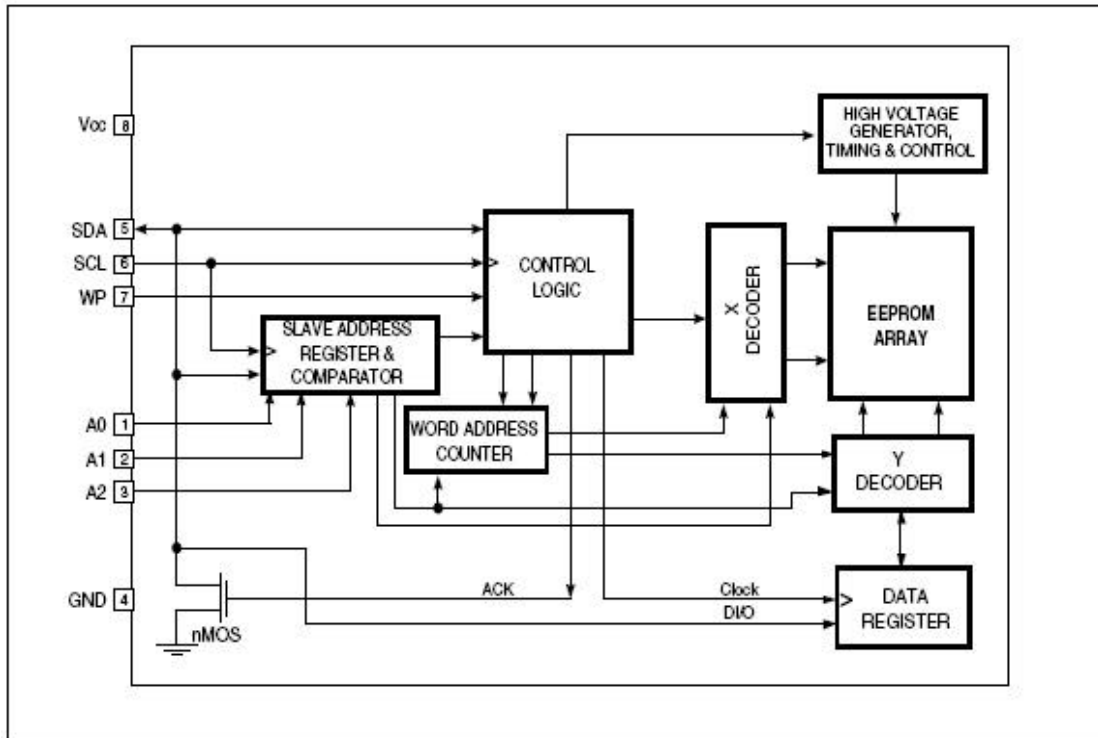 Vcc 8
HIGH VOLTAGE
GENERATOR,
TIMING & CONTROL
SDA 5
SCL 6
WP 7
CONTROL
LOGIC
X
DECODER
EEPROM
ARRAY
SLAVE ADDRESS
REGISTER &
COMPARATOR
A0 1
A1 2
A2 3
WORD ADDRESS
COUNTER
Y
DECODER
GND 4
nMOS
ACK
Clock
DI/O
DATA
REGISTER